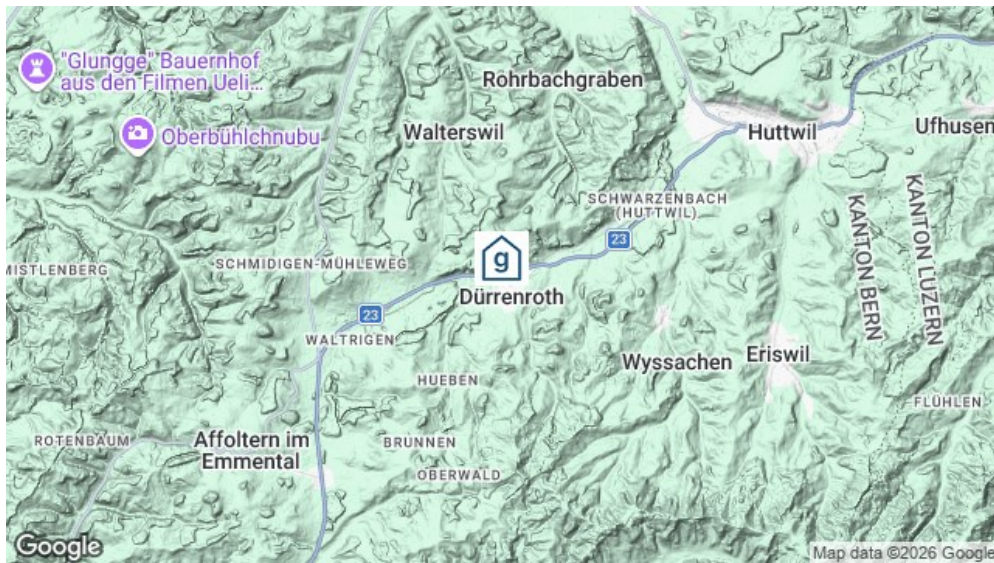 "Glungge" Bauernhof
aus den Filmen Ueli...
Rohrbachgraben
Oberbühlchnubu
Walterswil
Huttwil
Ufhusen
SCHWARZENBACH
(HUTTWIL)
KANTON BERN
KANTON LUZERN
23
MISTLENBERG
SCHMIDIGEN-MÜHLEWEG
g
Dürrenroth
23
WALTRIGEN
Wyssachen
Eriswil
HUEBEN
FLÜHLEN
ROTENBAUM
Affoltern im
Emmental
BRUNNEN
OBERWALD
Google
Map data ©2026 Google